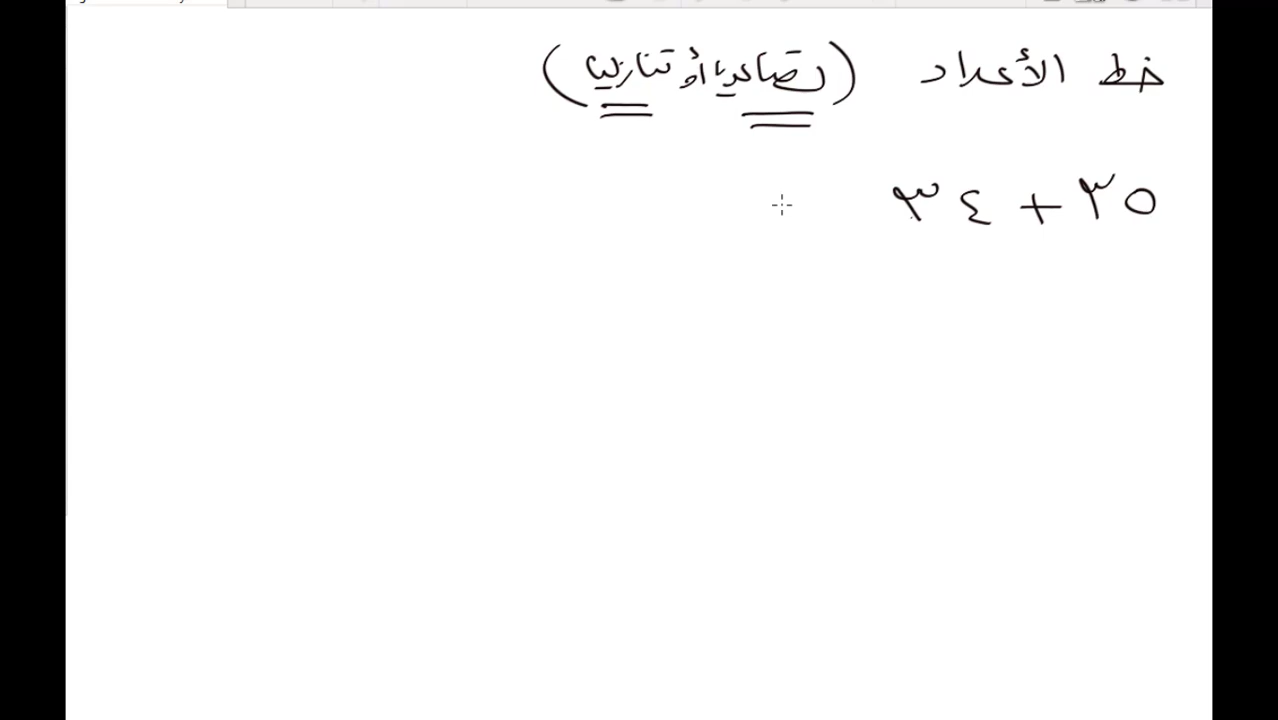 خط الأعداد (تصاعديا أو تنازليا)
٣٤ + ٣٥